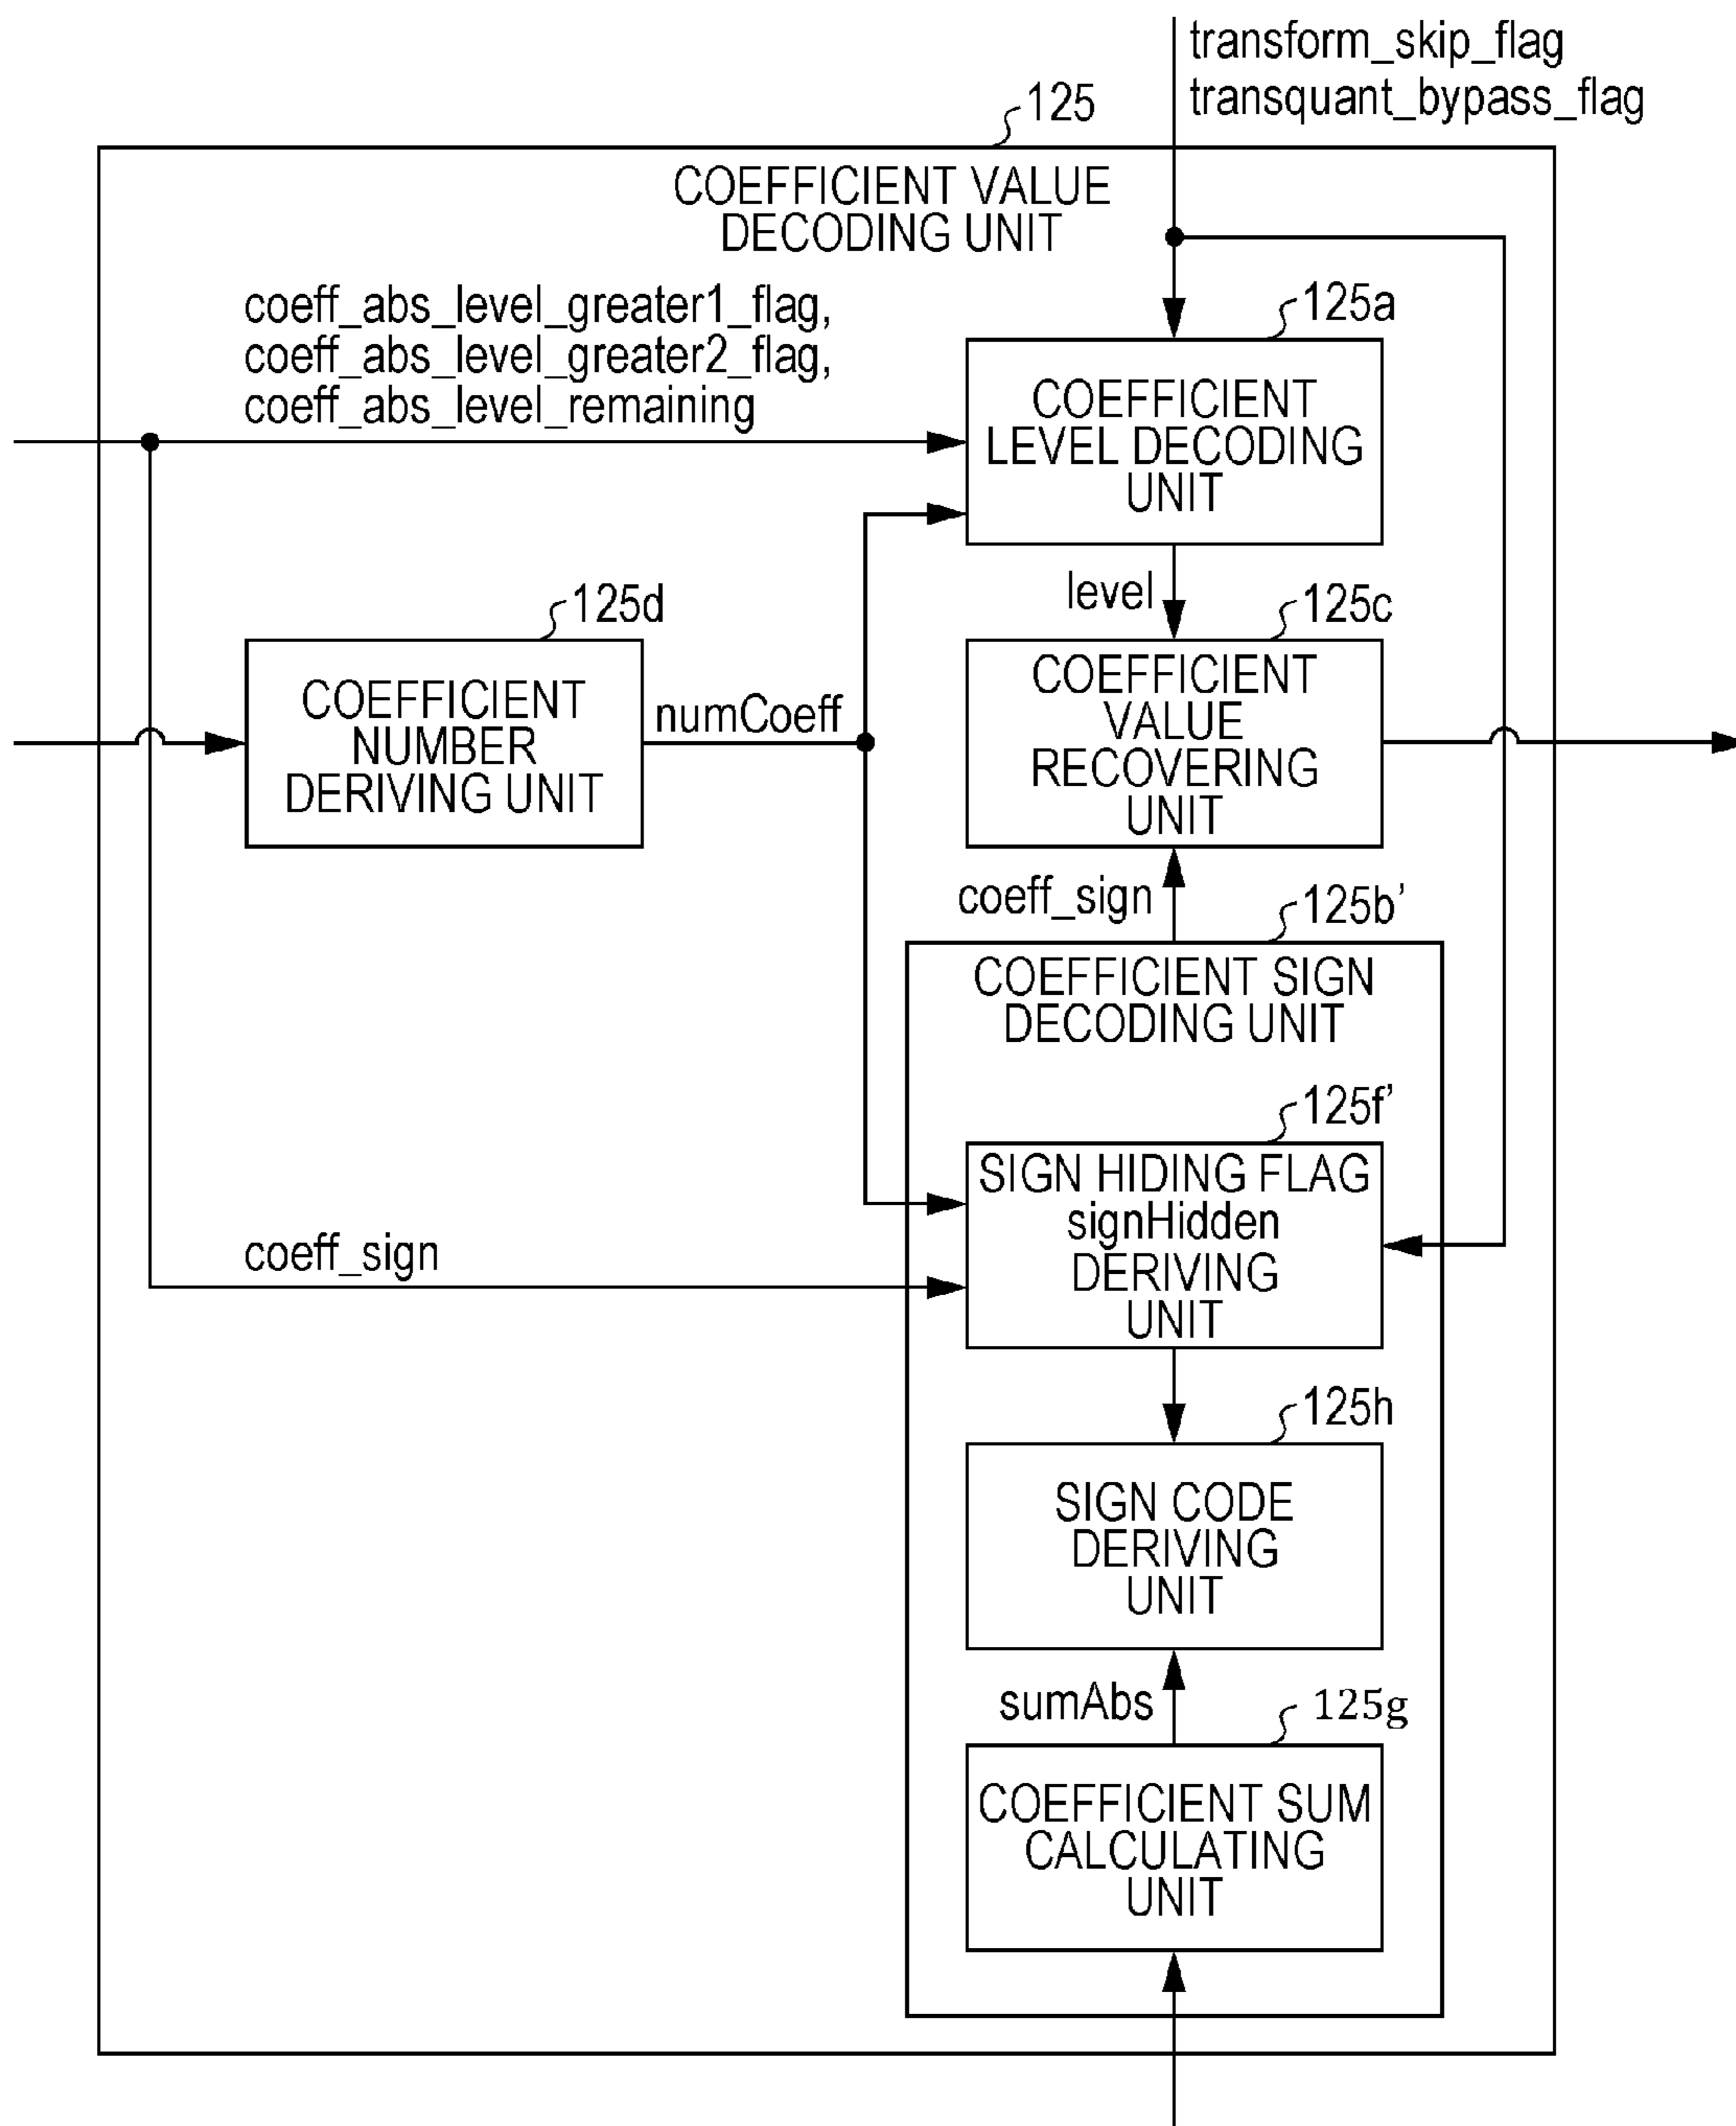 transform_skip_flag
transquant_bypass_flag
125
COEFFICIENT VALUE
DECODING UNIT
coeff_abs_level_greater1_flag,
coeff_abs_level_greater2_flag,
coeff_abs_level_remaining
125a
COEFFICIENT
LEVEL DECODING
UNIT
level
125d
COEFFICIENT
NUMBER
DERIVING UNIT
numCoeff
125c
COEFFICIENT
VALUE
RECOVERING
UNIT
coeff_sign
125b’
COEFFICIENT SIGN
DECODING UNIT
125f’
SIGN HIDING FLAG
signHidden
DERIVING
UNIT
coeff_sign
125h
SIGN CODE
DERIVING
UNIT
sumAbs
125g
COEFFICIENT SUM
CALCULATING
UNIT